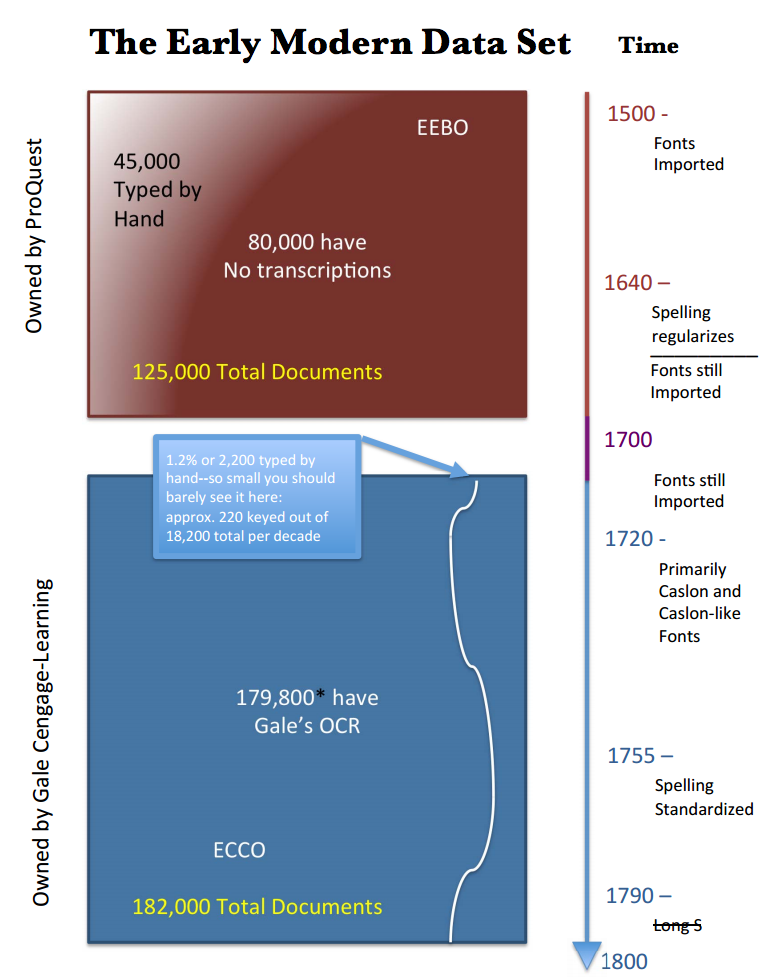 The Early Modern Data Set
Time
Owned by ProQuest
EEBO
45,000
Typed by
Hand
80,000 have
No transcriptions
125,000 Total Documents
1500 -
Fonts
Imported
1640 –
Spelling
regularizes
Fonts still
Imported
1700
Fonts still
Imported
1720 -
Primarily
Caslon and
Caslon-like
Fonts
1755 –
Spelling
Standardized
1790 –
Long S
1800
Owned by Gale Cengage-Learning
1.2% or 2,200 typed by
hand--so small you should
barely see it here:
approx. 220 keyed out of
18,200 total per decade
179,800* have
Gale's OCR
ECCO
182,000 Total Documents